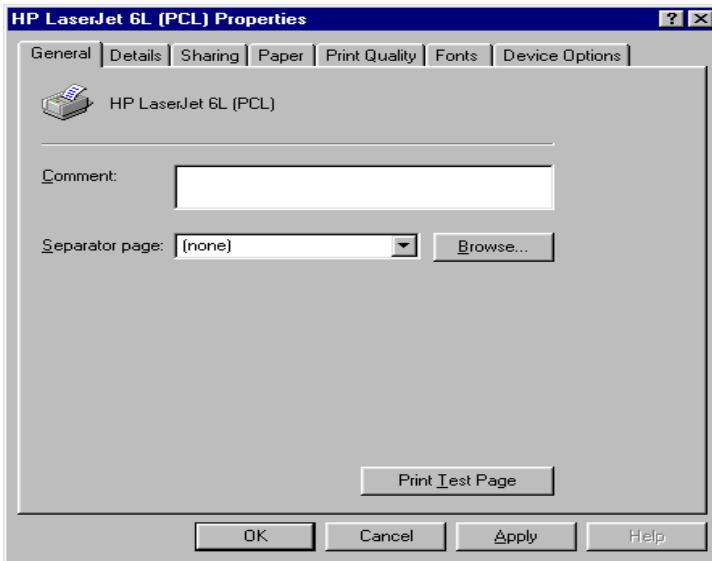 HP LaserJet 6L (PCL) Properties
General Details Sharing Paper Print Quality Fonts Device Options
HP LaserJet 6L (PCL)
Comment:
Separator page: (none) Browse...
Print Test Page
OK Cancel Apply Help